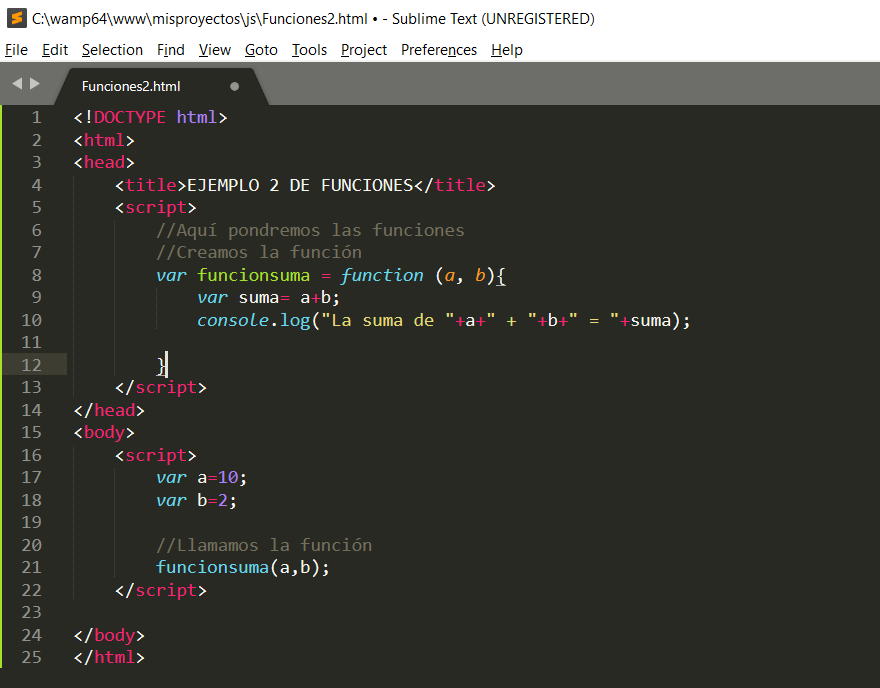 C:\wamp64\www\misproyectos\js\Funciones2.html • - Sublime Text (UNREGISTERED)
File Edit Selection Find View Goto Tools Project Preferences Help
Funciones2.html
1 <!DOCTYPE html>
2 <html>
3 <head>
4 <title>EJEMPLO 2 DE FUNCIONES</title>
5 <script>
6 //Aquí pondremos las funciones
7 //Creamos la función
8 var funcionsuma = function (a, b){
9 var suma= a+b;
10 console.log("La suma de "+a+" + "+b+" = "+suma);
11
12 }
13 </script>
14 </head>
15 <body>
16 <script>
17 var a=10;
18 var b=2;
19
20 //Llamamos la función
21 funcionsuma(a,b);
22 </script>
23
24 </body>
25 </html>